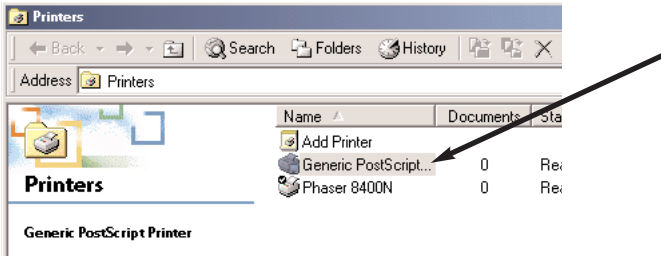 Printers
Back Search Folders History
Address Printers
Name Documents Sta
Add Printer
Generic PostScript... 0 Rea
Phaser 8400N 0 Rea
Printers
Generic PostScript Printer